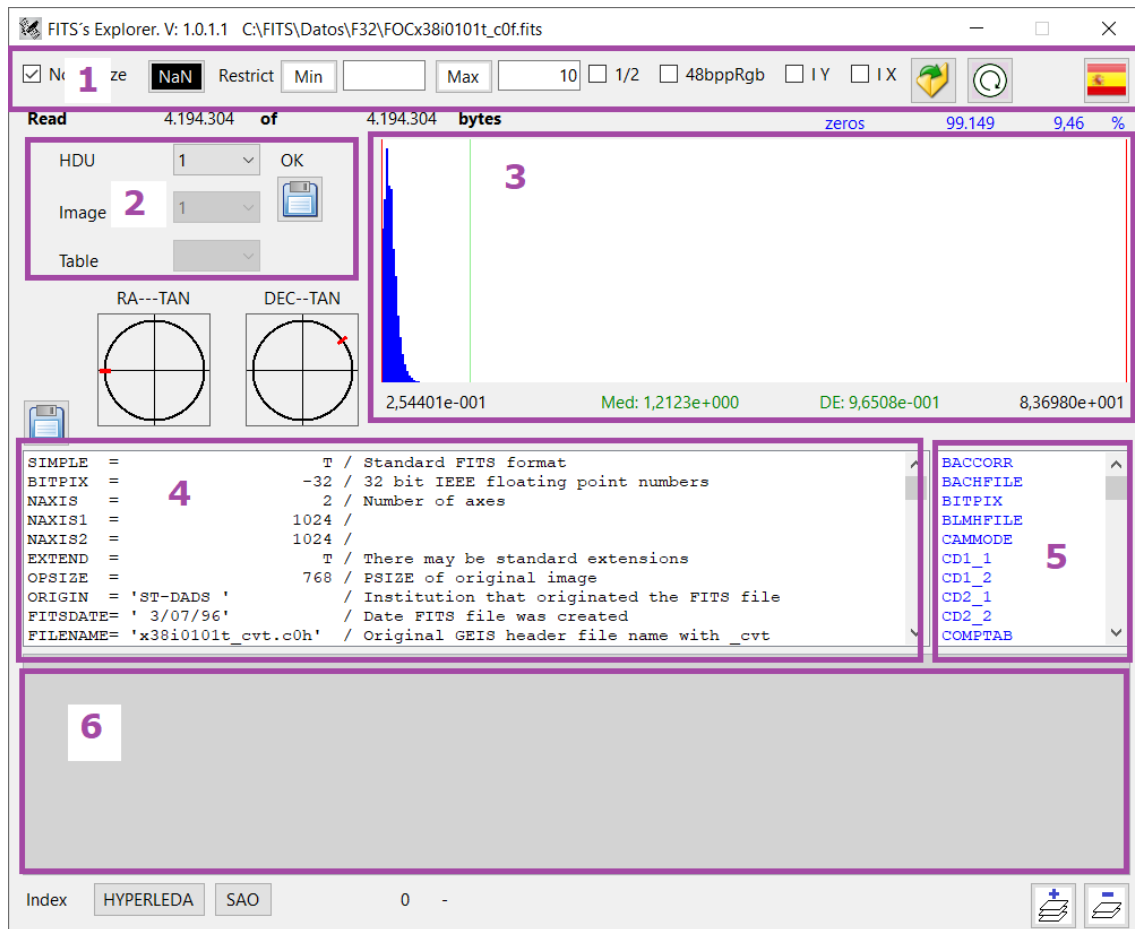 FITS´s Explorer. V: 1.0.1.1 C:\FITS\Datos\F32\FOCx38i0101t_c0f.fits
1 NaN Restrict Min Max 10 1/2 48bppRgb I Y I X
Read 4.194.304 of 4.194.304 bytes zeros 99.149 9,46 %
HDU 1 OK
3
2
Image 1
Table
RA---TAN DEC--TAN
2,54401e-001 Med: 1,2123e+000 DE: 9,6508e-001 8,36980e+001
4
SIMPLE = T / Standard FITS format
BITPIX = -32 / 32 bit IEEE floating point numbers
NAXIS = 2 / Number of axes
NAXIS1 = 1024 /
NAXIS2 = 1024 /
EXTEND = T / There may be standard extensions
OPSIZE = 768 / PSIZE of original image
ORIGIN = 'ST-DADS ' / Institution that originated the FITS file
FITSDATE= ' 3/07/96' / Date FITS file was created
FILENAME= 'x38i0101t_cvt.c0h' / Original GEIS header file name with _cvt
5
BACCORR
BACHFILE
BITPIX
BLMHFILE
CAMMODE
CD1_1
CD1_2
CD2_1
CD2_2
COMPTAB
6
Index HYPERLEDA SAO 0 -